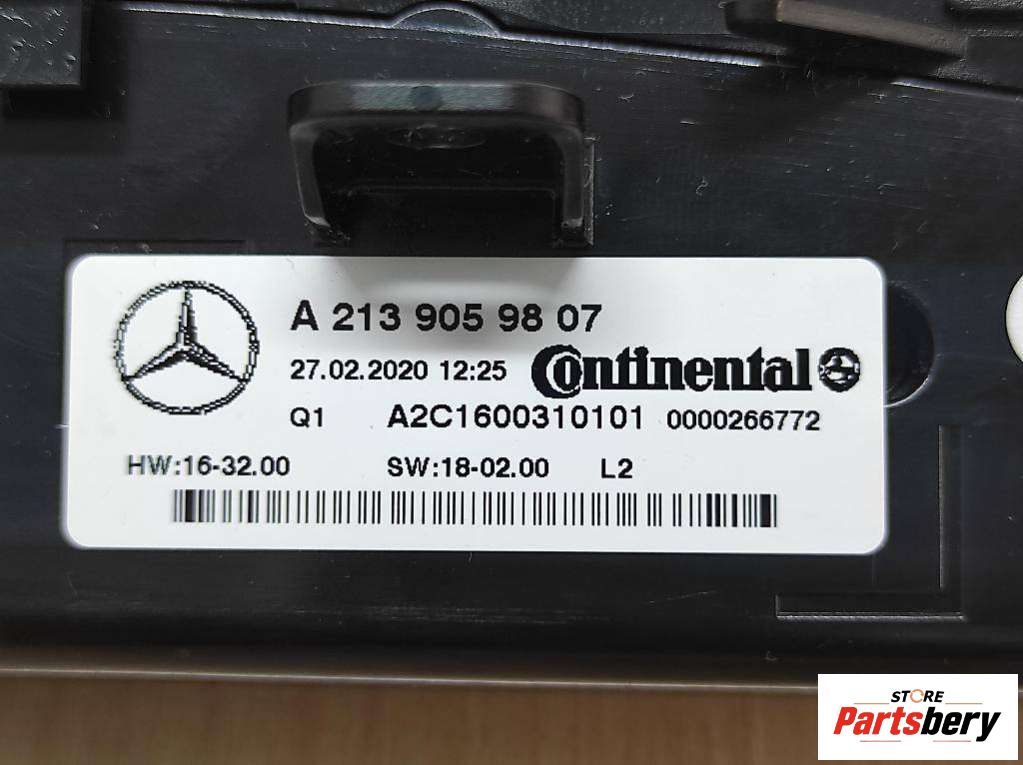 A 213 905 98 07
27.02.2020 12:25 Continental
Q1 A2C1600310101 0000266772
HW:16-32.00 SW:18-02.00 L2
STORE
Partsbery